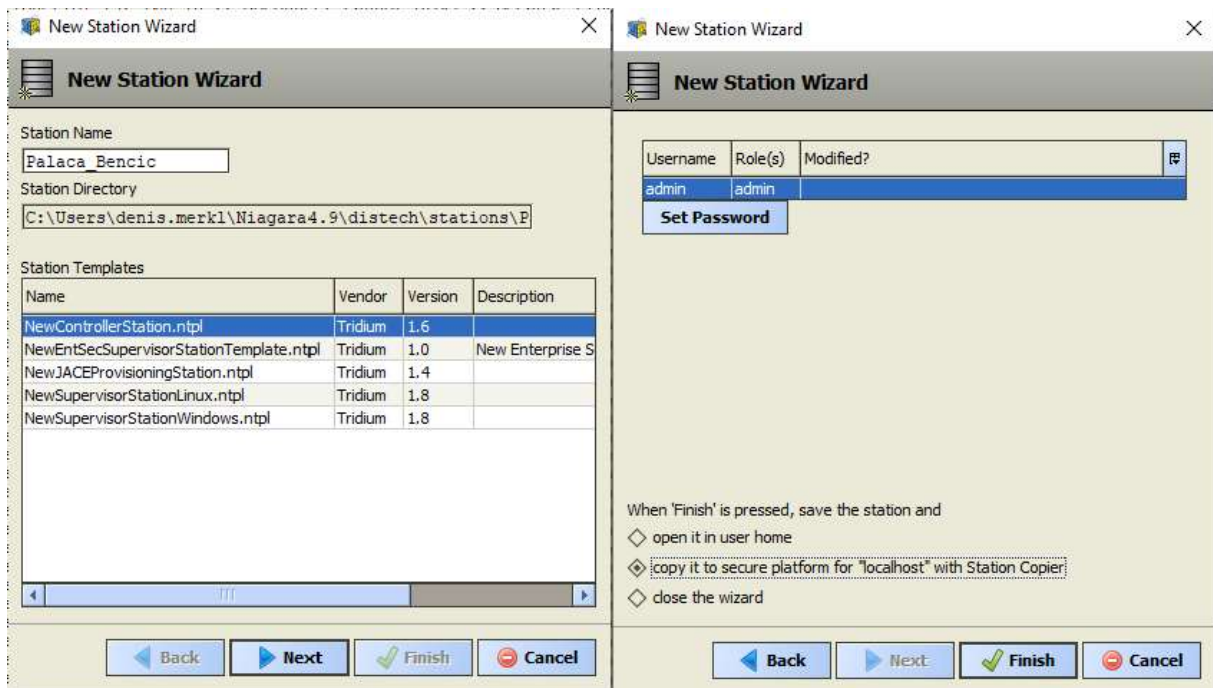 New Station Wizard
New Station Wizard
Station Name
Palaca_Bencic
Station Directory
C:\Users\denis.merkl\Niagara4.9\distech\stations\P
Station Templates
Name Vendor Version Description
NewControllerStation.ntpl Tridium 1.6
NewEntSecSupervisorStationTemplate.ntpl Tridium 1.0 New Enterprise S
NewJACEProvisioningStation.ntpl Tridium 1.4
NewSupervisorStationLinux.ntpl Tridium 1.8
NewSupervisorStationWindows.ntpl Tridium 1.8
Back Next Finish Cancel
New Station Wizard
New Station Wizard
Username Role(s) Modified?
admin admin
Set Password
When 'Finish' is pressed, save the station and
open it in user home
copy it to secure platform for "localhost" with Station Copier
close the wizard
Back Next Finish Cancel